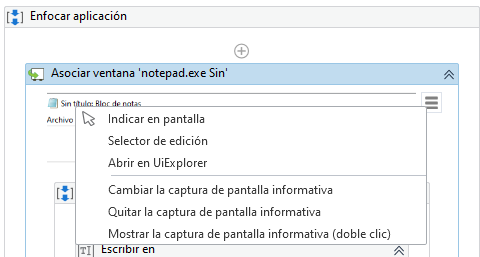 Enfocar aplicación
Asociar ventana 'notepad.exe Sin'
Sin título: Bloc de notas
Archivo
Indicar en pantalla
Selector de edición
Abrir en UiExplorer
Cambiar la captura de pantalla informativa
Quitar la captura de pantalla informativa
Mostrar la captura de pantalla informativa (doble clic)
Escribir en